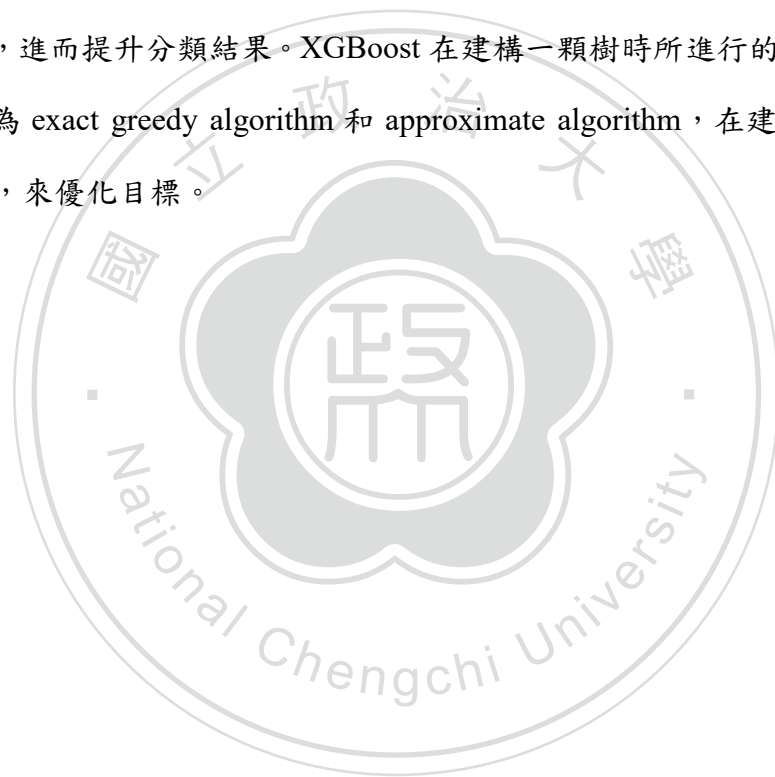 ，進而提升分類結果。XGBoost 在建構一顆樹時所進行的
為 exact greedy algorithm 和 approximate algorithm，在建
，來優化目標。
國立政治大學
政
National Chengchi University